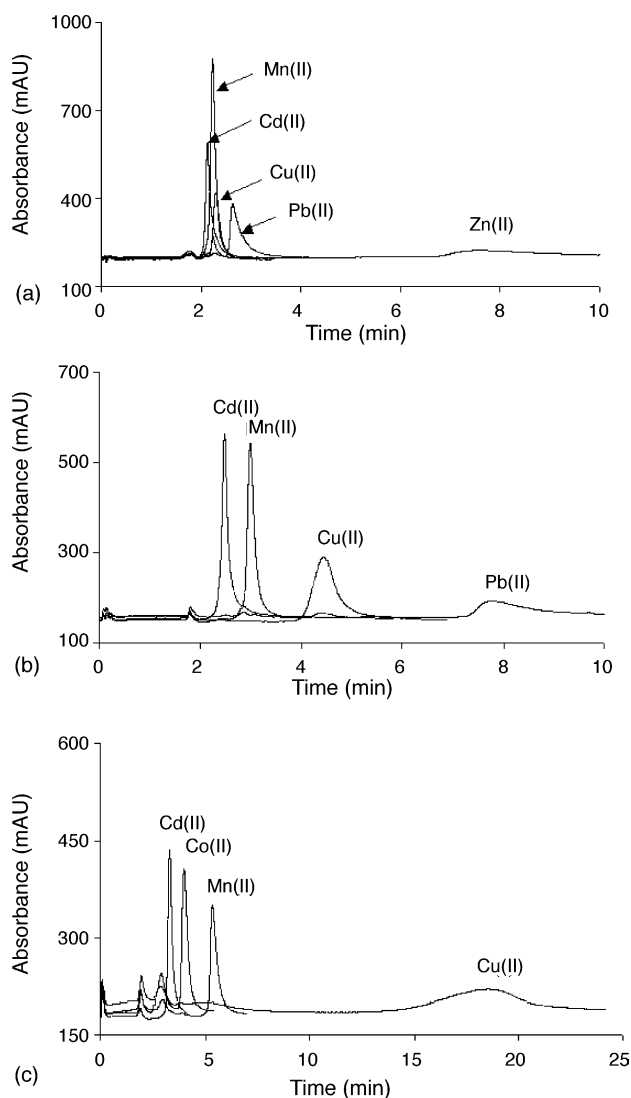 1000
Mn(II)
Absorbance (mAU)
700
Cd(II)
Cu(II)
400
Pb(II)
Zn(II)
100
(a)
0 2 4 6 8 10
Time (min)
700
Absorbance (mAU)
Cd(II)
Mn(II)
500
Cu(II)
300
Pb(II)
100
(b)
0 2 4 6 8 10
Time (min)
600
Absorbance (mAU)
450
Cd(II)
Co(II)
Mn(II)
300
Cu(II)
150
(c)
0 5 10 15 20 25
Time (min)